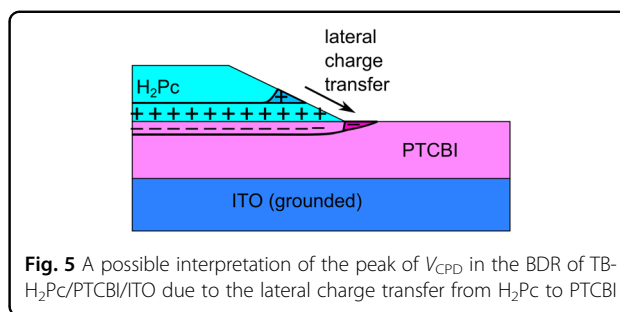 lateral
charge
transfer
H₂Pc
+
+ + + + + + + + + +
− − − − − − − − − − −
PTCBI
ITO (grounded)
Fig. 5 A possible interpretation of the peak of V_CPD in the BDR of TB-
H₂Pc/PTCBI/ITO due to the lateral charge transfer from H₂Pc to PTCBI